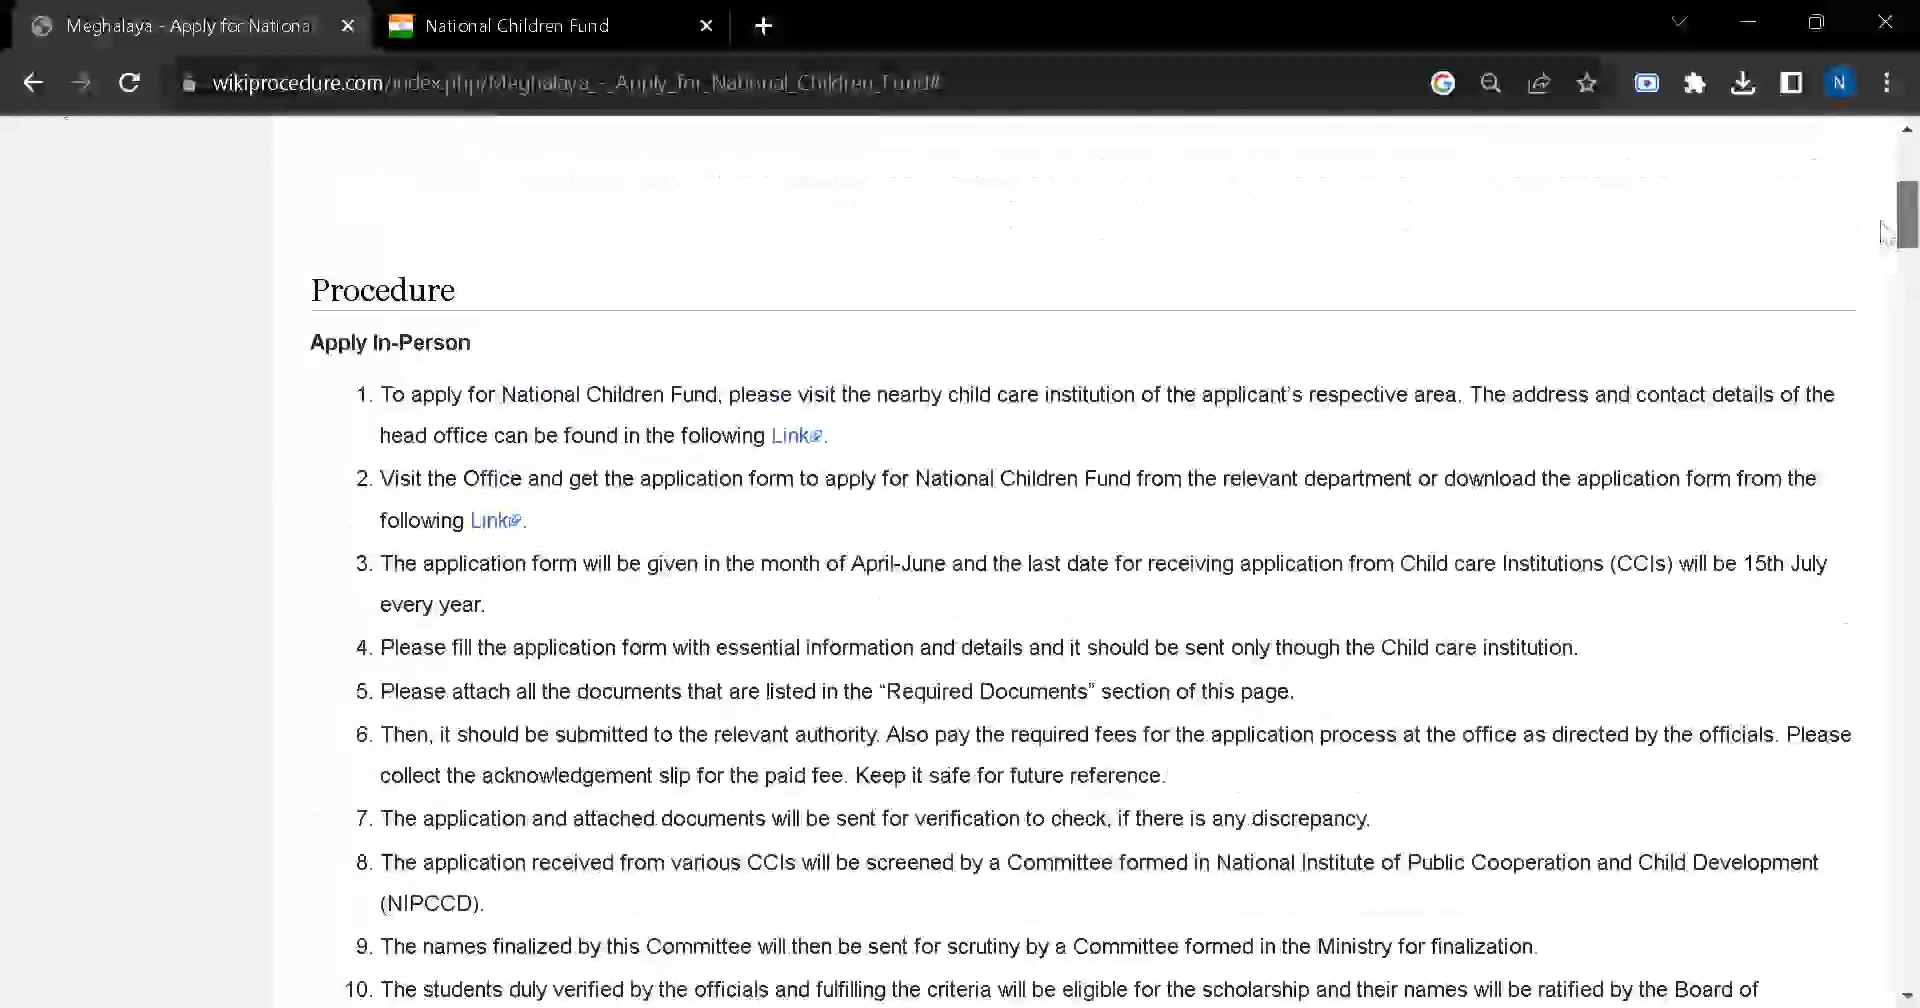 Meghalaya - Apply for Nationa
National Children Fund
wikiprocedure.com/index.php/Meghalaya_-_Apply_for_National_Children_Fund#
N
Procedure
Apply In-Person
1. To apply for National Children Fund, please visit the nearby child care institution of the applicant's respective area. The address and contact details of the
head office can be found in the following Link.
2. Visit the Office and get the application form to apply for National Children Fund from the relevant department or download the application form from the
following Link.
3. The application form will be given in the month of April-June and the last date for receiving application from Child care Institutions (CCIs) will be 15th July
every year.
4. Please fill the application form with essential information and details and it should be sent only though the Child care institution.
5. Please attach all the documents that are listed in the “Required Documents” section of this page.
6. Then, it should be submitted to the relevant authority. Also pay the required fees for the application process at the office as directed by the officials. Please
collect the acknowledgement slip for the paid fee. Keep it safe for future reference.
7. The application and attached documents will be sent for verification to check, if there is any discrepancy.
8. The application received from various CCIs will be screened by a Committee formed in National Institute of Public Cooperation and Child Development
(NIPCCD).
9. The names finalized by this Committee will then be sent for scrutiny by a Committee formed in the Ministry for finalization.
10. The students duly verified by the officials and fulfilling the criteria will be eligible for the scholarship and their names will be ratified by the Board of